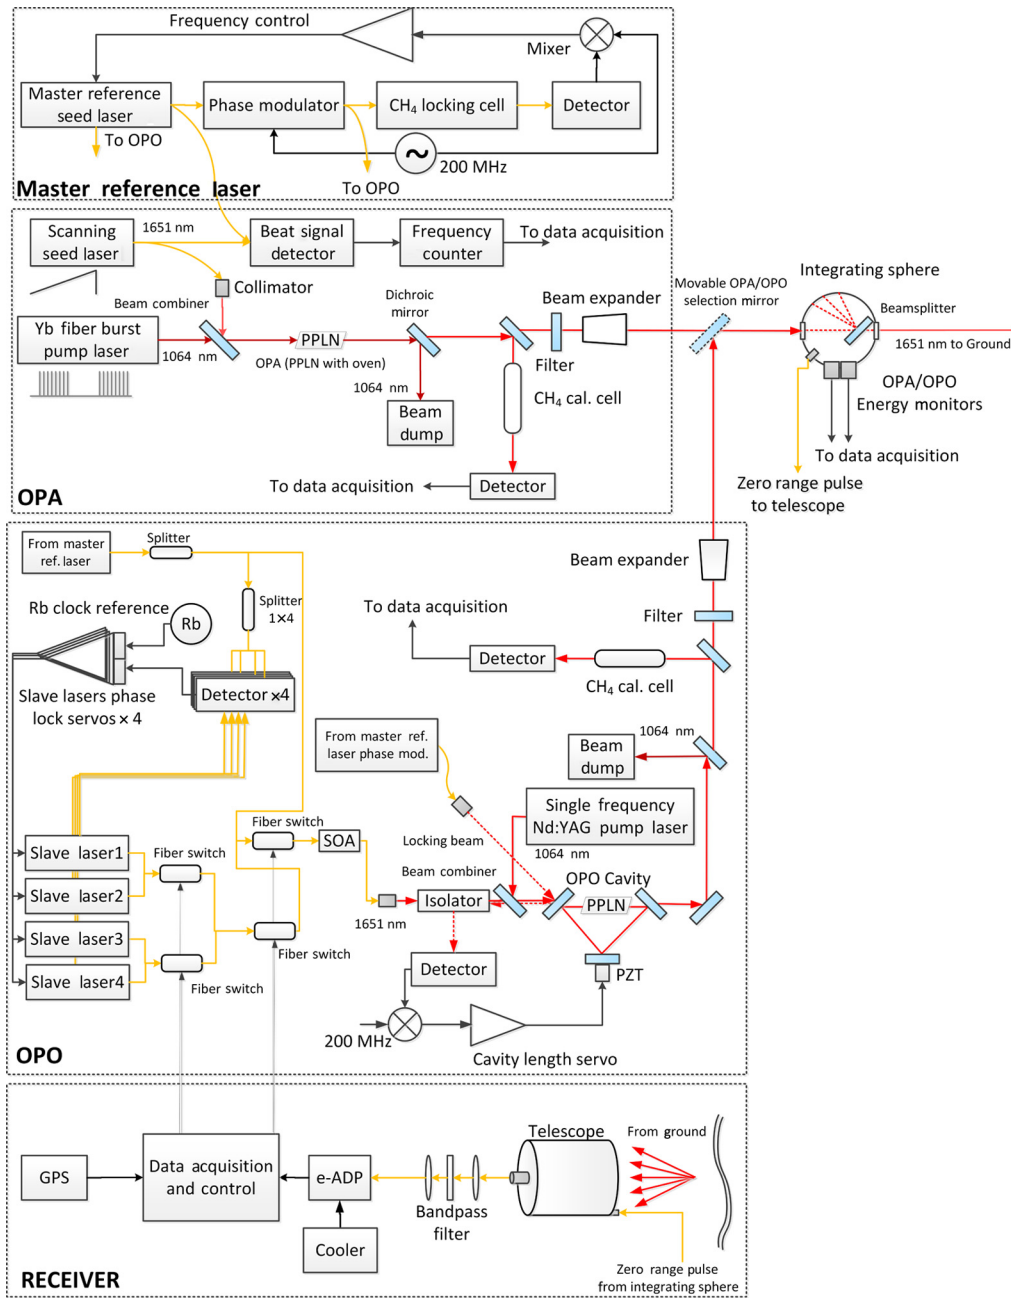 Frequency control
Mixer
Master reference
seed laser
Phase modulator
CH₄ locking cell
Detector
To OPO
200 MHz
To OPO
Master reference laser
Scanning
seed laser
1651 nm
Beat signal
detector
Frequency
counter
To data acquisition
Collimator
Beam combiner
Dichroic
mirror
Beam expander
Movable OPA/OPO
selection mirror
Integrating sphere
Beamsplitter
1651 nm to Ground
Yb fiber burst
pump laser
1064 nm
PPLN
OPA (PPLN with oven)
Filter
1064 nm
Beam
dump
CH₄ cal. cell
OPA/OPO
Energy monitors
To data acquisition
To data acquisition
Detector
Zero range pulse
to telescope
OPA
From master
ref. laser
Splitter
Beam expander
Rb clock reference
Rb
Splitter
1×4
To data acquisition
Filter
Detector
CH₄ cal. cell
Slave lasers phase
lock servos × 4
Detector ×4
From master ref.
laser phase mod.
1064 nm
Beam
dump
Single frequency
Nd:YAG pump laser
1064 nm
Locking beam
Beam combiner
OPO Cavity
Fiber switch
SOA
Slave laser1
Fiber switch
Slave laser2
Isolator
PPLN
1651 nm
Slave laser3
Fiber switch
Slave laser4
Fiber switch
Detector
PZT
200 MHz
Cavity length servo
OPO
Telescope
From ground
GPS
Data acquisition
and control
e-ADP
Bandpass
filter
Cooler
Zero range pulse
from integrating sphere
RECEIVER